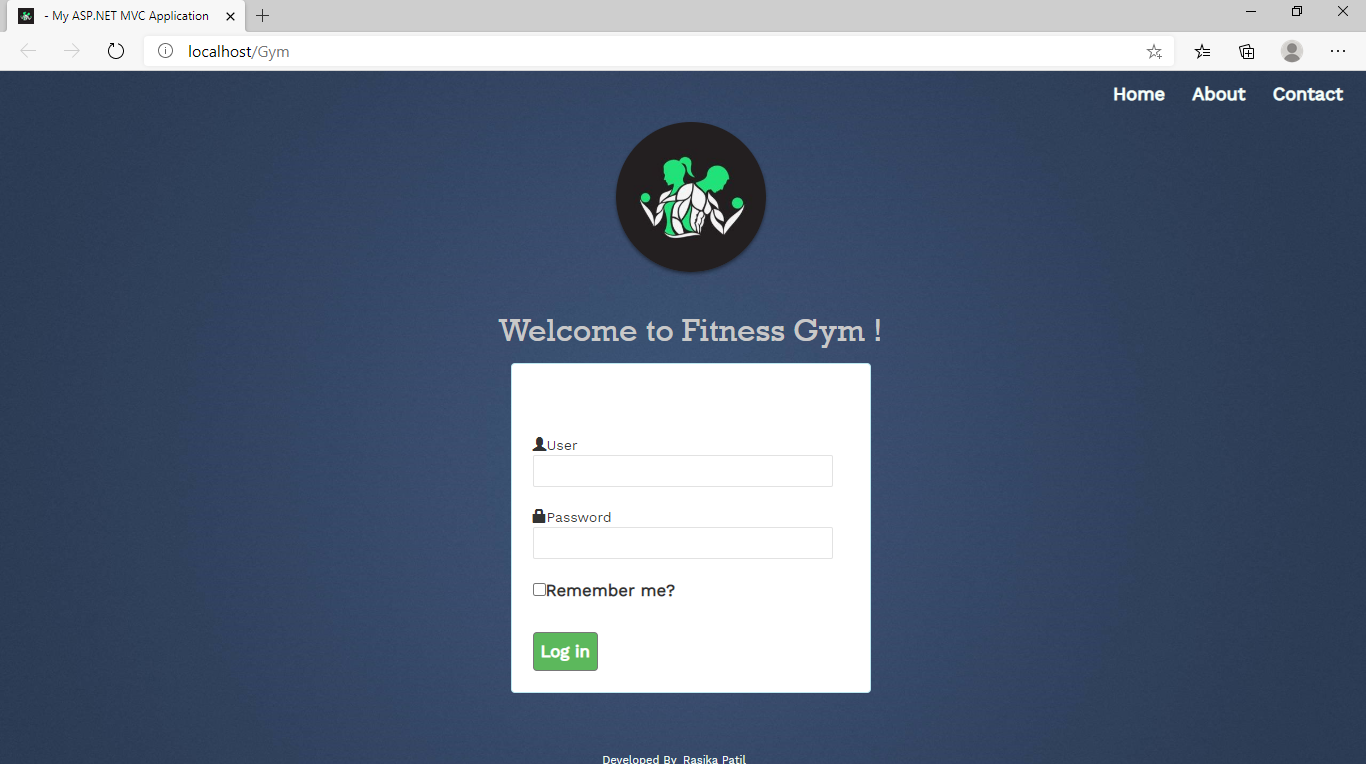 - My ASP.NET MVC Application
localhost/Gym
Home About Contact
Welcome to Fitness Gym !
User
Password
Remember me?
Log in
Developed By Rasika Patil